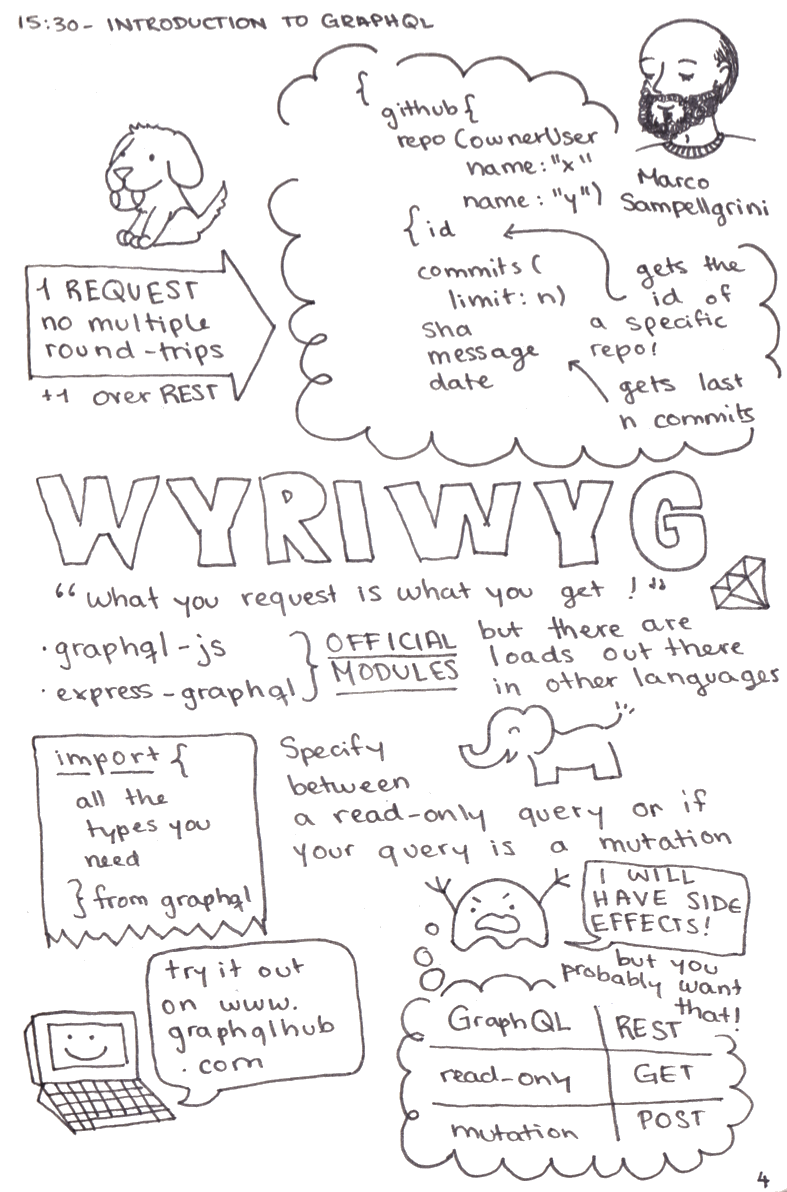 15:30- INTRODUCTION TO GRAPHQL
{
github{
repo (ownerUser
name: "x"
name: "y")
{id
commits(
limit: n)
sha
message
date
gets the
id of
a specific
repo!
gets last
n commits
Marco
Sampellgrini
1 REQUEST
no multiple
round-trips
+1 over REST
WYRIWYG
“what you request is what you get !”
·graphql-js
·express-graphql
}
OFFICIAL
MODULES
but there are
loads out there
in other languages
import {
all the
types you
need
} from graphql
Specify
between
a read-only query or if
your query is a mutation
I WILL
HAVE SIDE
EFFECTS!
but you
probably want
that!
try it out
on www.
graphqlhub
.com
GraphQL REST
read-only GET
mutation POST
4